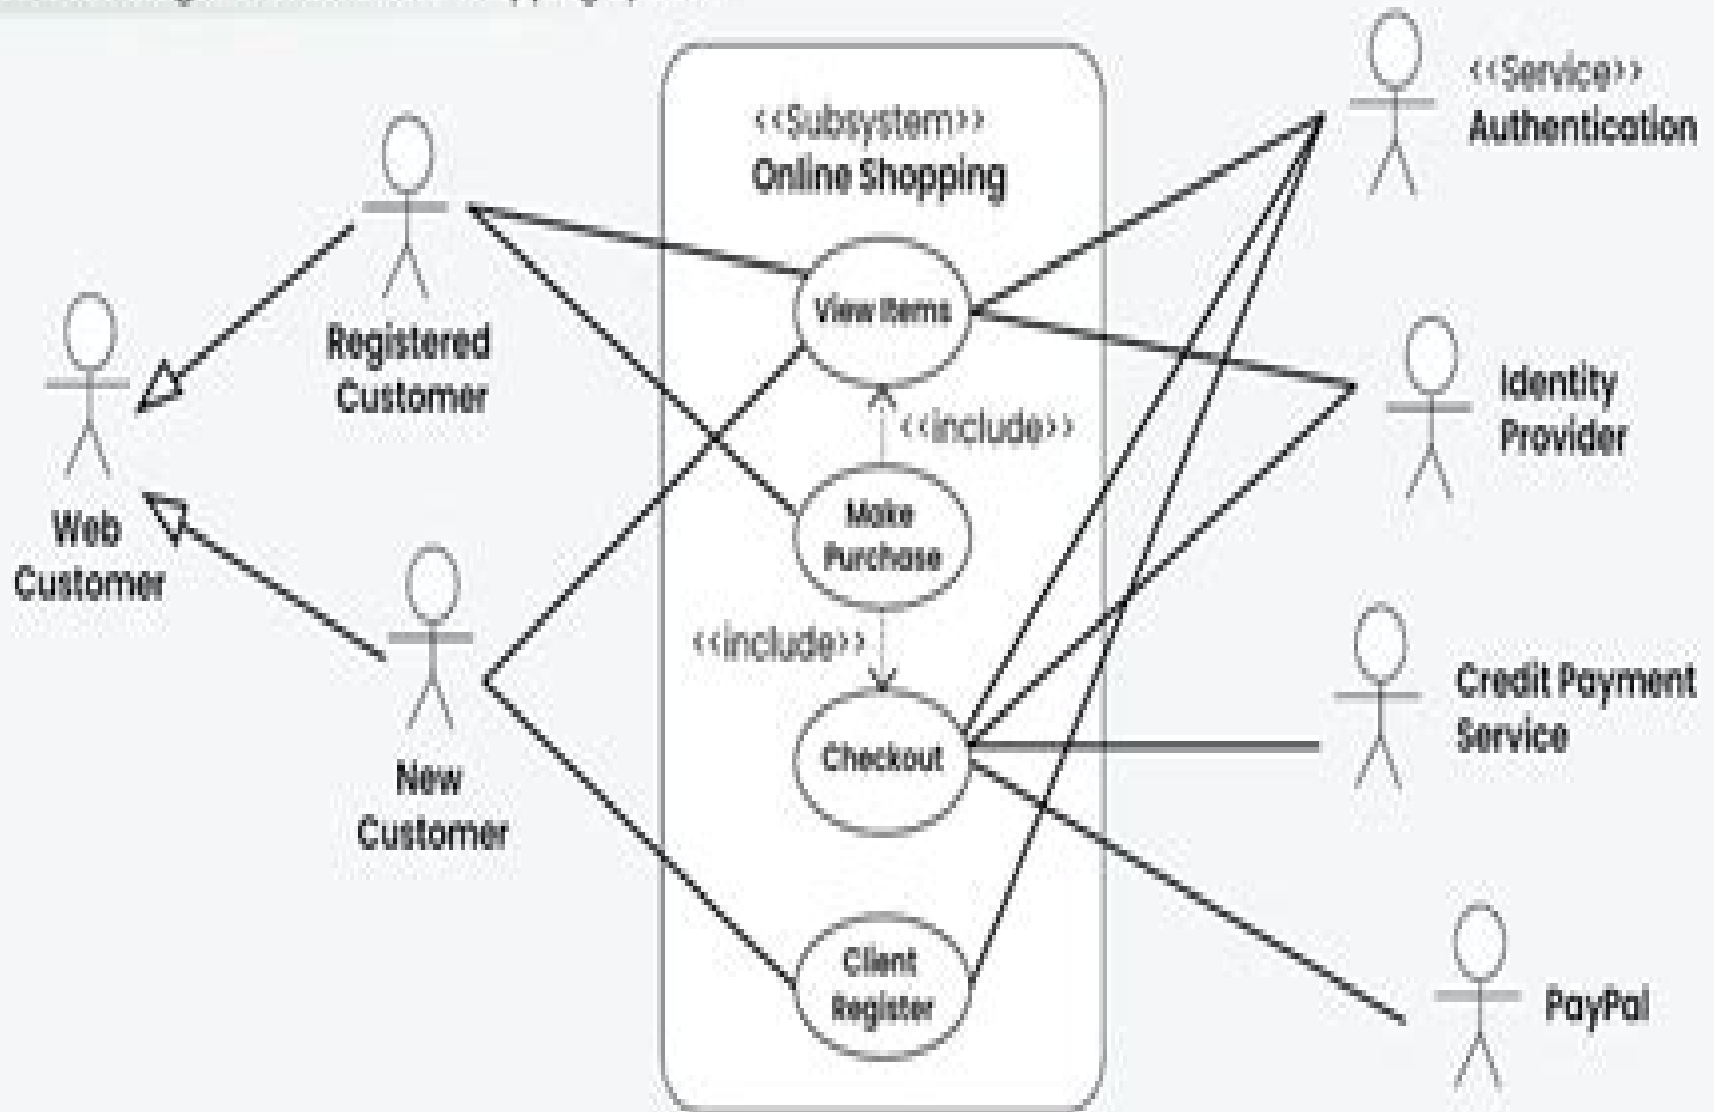 <<Service>>
Authentication
<<Subsystem>>
Online Shopping
View Items
Registered
Customer
Identity
Provider
<<include>>
Make
Purchase
Web
Customer
<<include>>
Credit Payment
Service
Checkout
New
Customer
Client
Register
PayPal